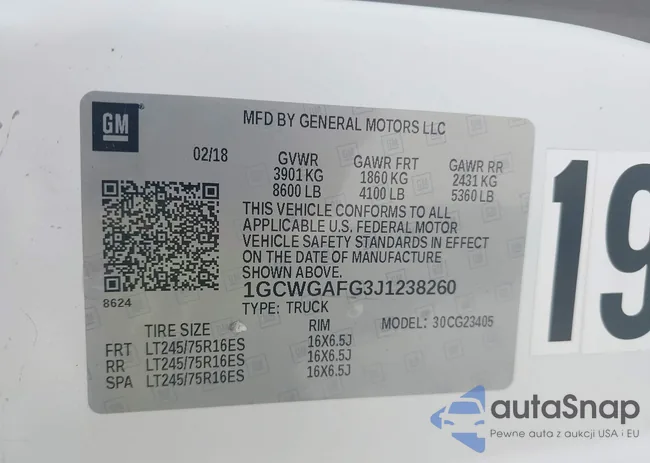 GM
MFD BY GENERAL MOTORS LLC
02/18 GVWR GAWR FRT GAWR RR
3901 KG 1860 KG 2431 KG
8600 LB 4100 LB 5360 LB
THIS VEHICLE CONFORMS TO ALL
APPLICABLE U.S. FEDERAL MOTOR
VEHICLE SAFETY STANDARDS IN EFFECT
ON THE DATE OF MANUFACTURE
SHOWN ABOVE.
8624
1GCWGAFG3J1238260
TYPE: TRUCK
TIRE SIZE RIM MODEL: 30CG23405
FRT LT245/75R16ES 16X6.5J
RR LT245/75R16ES 16X6.5J
SPA LT245/75R16ES 16X6.5J
19
autaSnap
Pewne auta z aukcji USA i EU